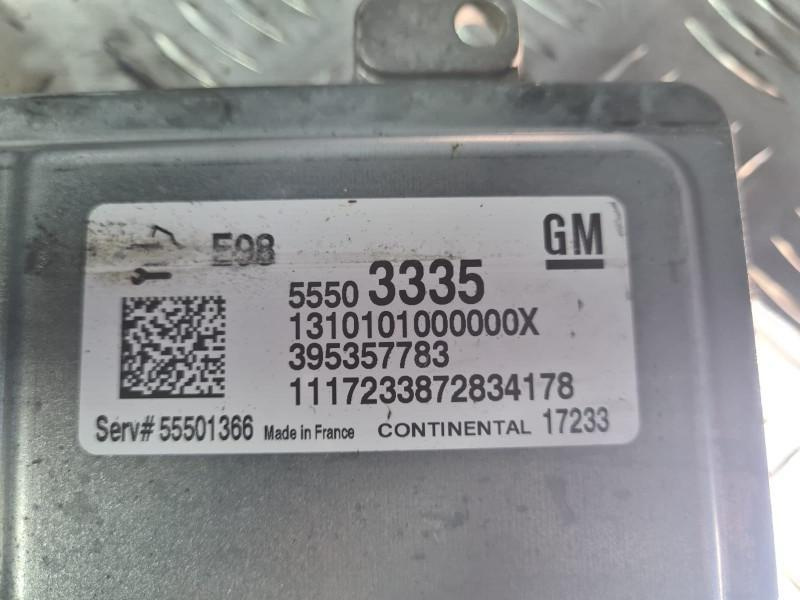 E98
GM
5550 3335
1310101000000X
395357783
1117233872834178
Serv# 55501366 Made in France CONTINENTAL 17233